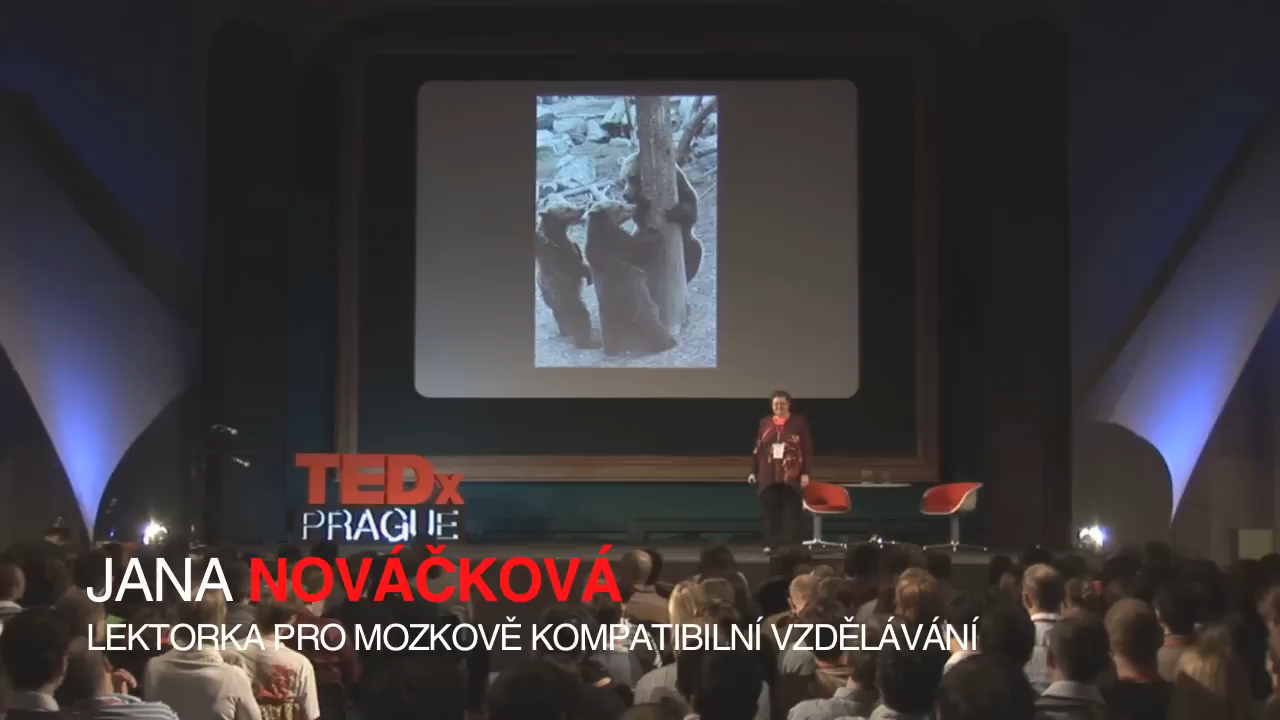 TEDx
PRAGUE
JANA NOVÁČKOVÁ
LEKTORKA PRO MOZKOVĚ KOMPATIBILNÍ VZDĚLÁVÁNÍ